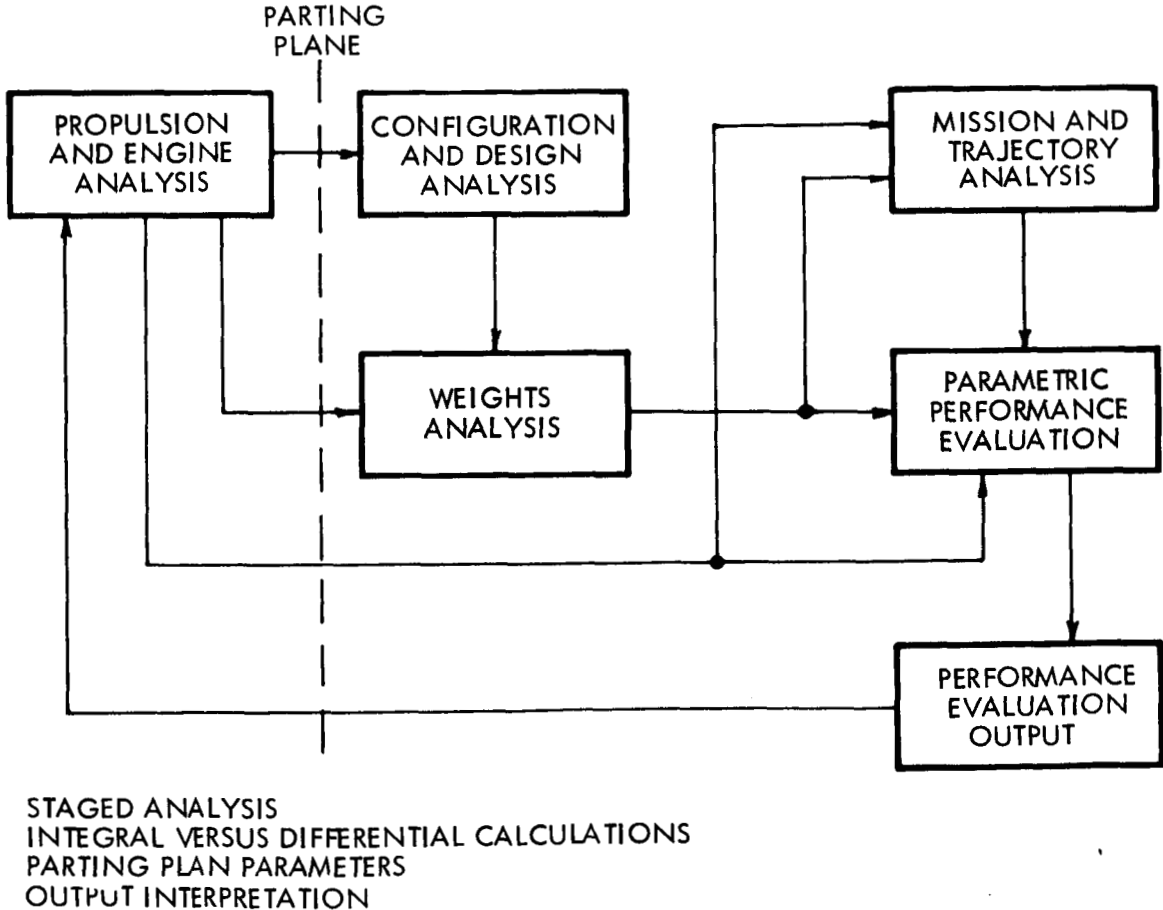 PARTING
PLANE
PROPULSION
AND ENGINE
ANALYSIS
CONFIGURATION
AND DESIGN
ANALYSIS
MISSION AND
TRAJECTORY
ANALYSIS
WEIGHTS
ANALYSIS
PARAMETRIC
PERFORMANCE
EVALUATION
PERFORMANCE
EVALUATION
OUTPUT
STAGED ANALYSIS
INTEGRAL VERSUS DIFFERENTIAL CALCULATIONS
PARTING PLAN PARAMETERS
OUTPUT INTERPRETATION